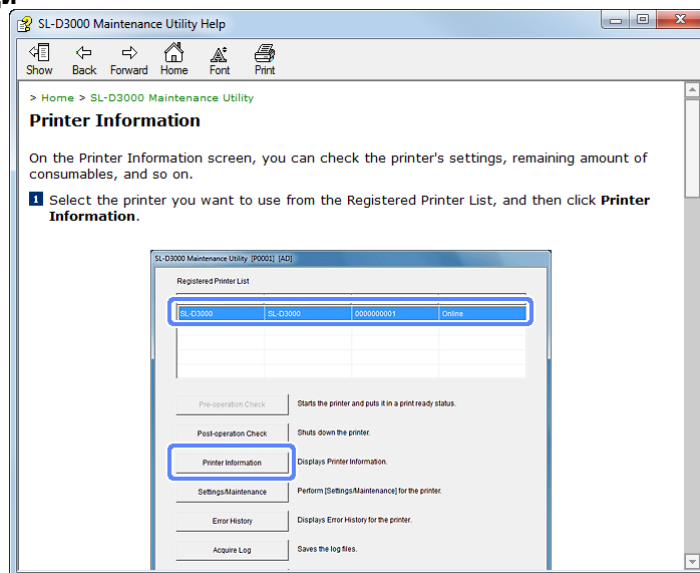 SL-D3000 Maintenance Utility Help
Show Back Forward Home Font Print
> Home > SL-D3000 Maintenance Utility
Printer Information
On the Printer Information screen, you can check the printer's settings, remaining amount of
consumables, and so on.
1 Select the printer you want to use from the Registered Printer List, and then click Printer
Information.
SL-D3000 Maintenance Utility [P0001] [AD]
Registered Printer List
SL-D3000 SL-D3000 0000000001 Online
Pre-operation Check Starts the printer and puts it in a print ready status.
Post-operation Check Shuts down the printer.
Printer Information Displays Printer Information.
Settings/Maintenance Perform [Settings/Maintenance] for the printer.
Error History Displays Error History for the printer.
Acquire Log Saves the log files.